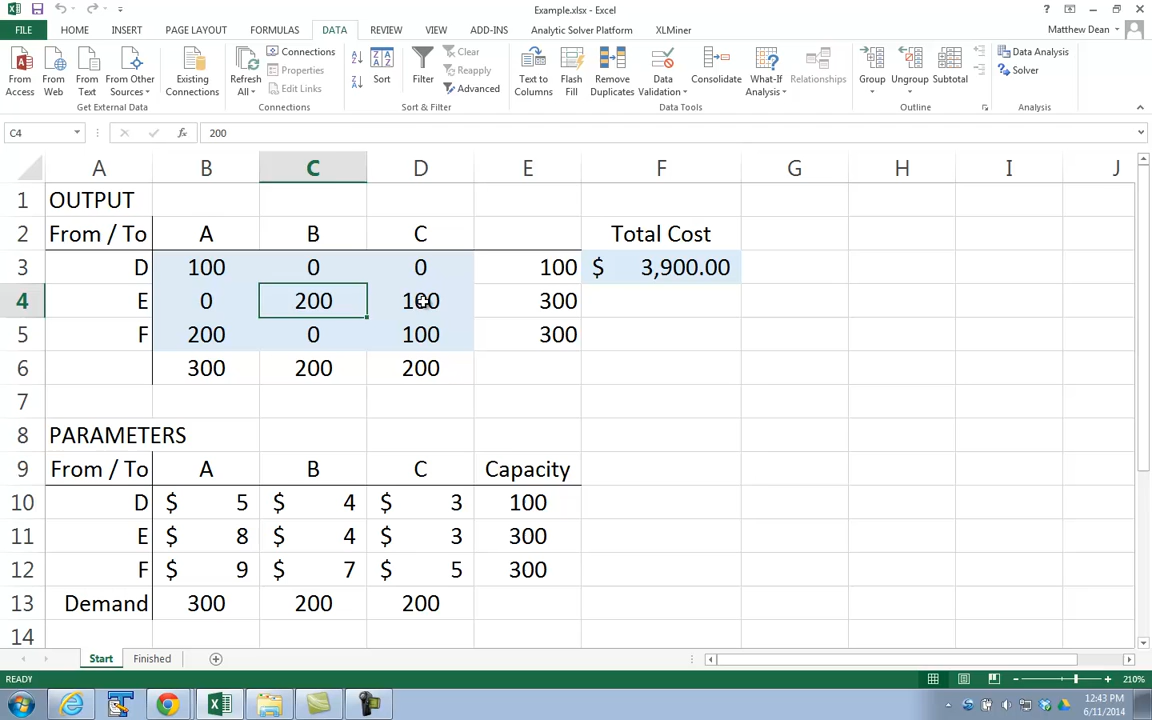 Example.xlsx - Excel
FILE HOME INSERT PAGE LAYOUT FORMULAS DATA REVIEW VIEW ADD-INS Analytic Solver Platform XLMiner Matthew Dean
From Access
From Web
From Text
From Other Sources
Existing Connections
Get External Data
Refresh All
Connections
Properties
Edit Links
Connections
Sort
Filter
Clear
Reapply
Advanced
Sort & Filter
Text to Columns
Flash Fill
Remove Duplicates
Data Validation
Consolidate
What-If Analysis
Relationships
Data Tools
Group
Ungroup
Subtotal
Outline
Data Analysis
Solver
Analysis
C4 fx 200
A B C D E F G H I J
1 OUTPUT
2 From / To A B C Total Cost
3 D 100 0 0 100 $ 3,900.00
4 E 0 200 100 300
5 F 200 0 100 300
6 300 200 200
7
8 PARAMETERS
9 From / To A B C Capacity
10 D $ 5 $ 4 $ 3 100
11 E $ 8 $ 4 $ 3 300
12 F $ 9 $ 7 $ 5 300
13 Demand 300 200 200
14
Start Finished
READY 210%
12:43 PM
6/11/2014